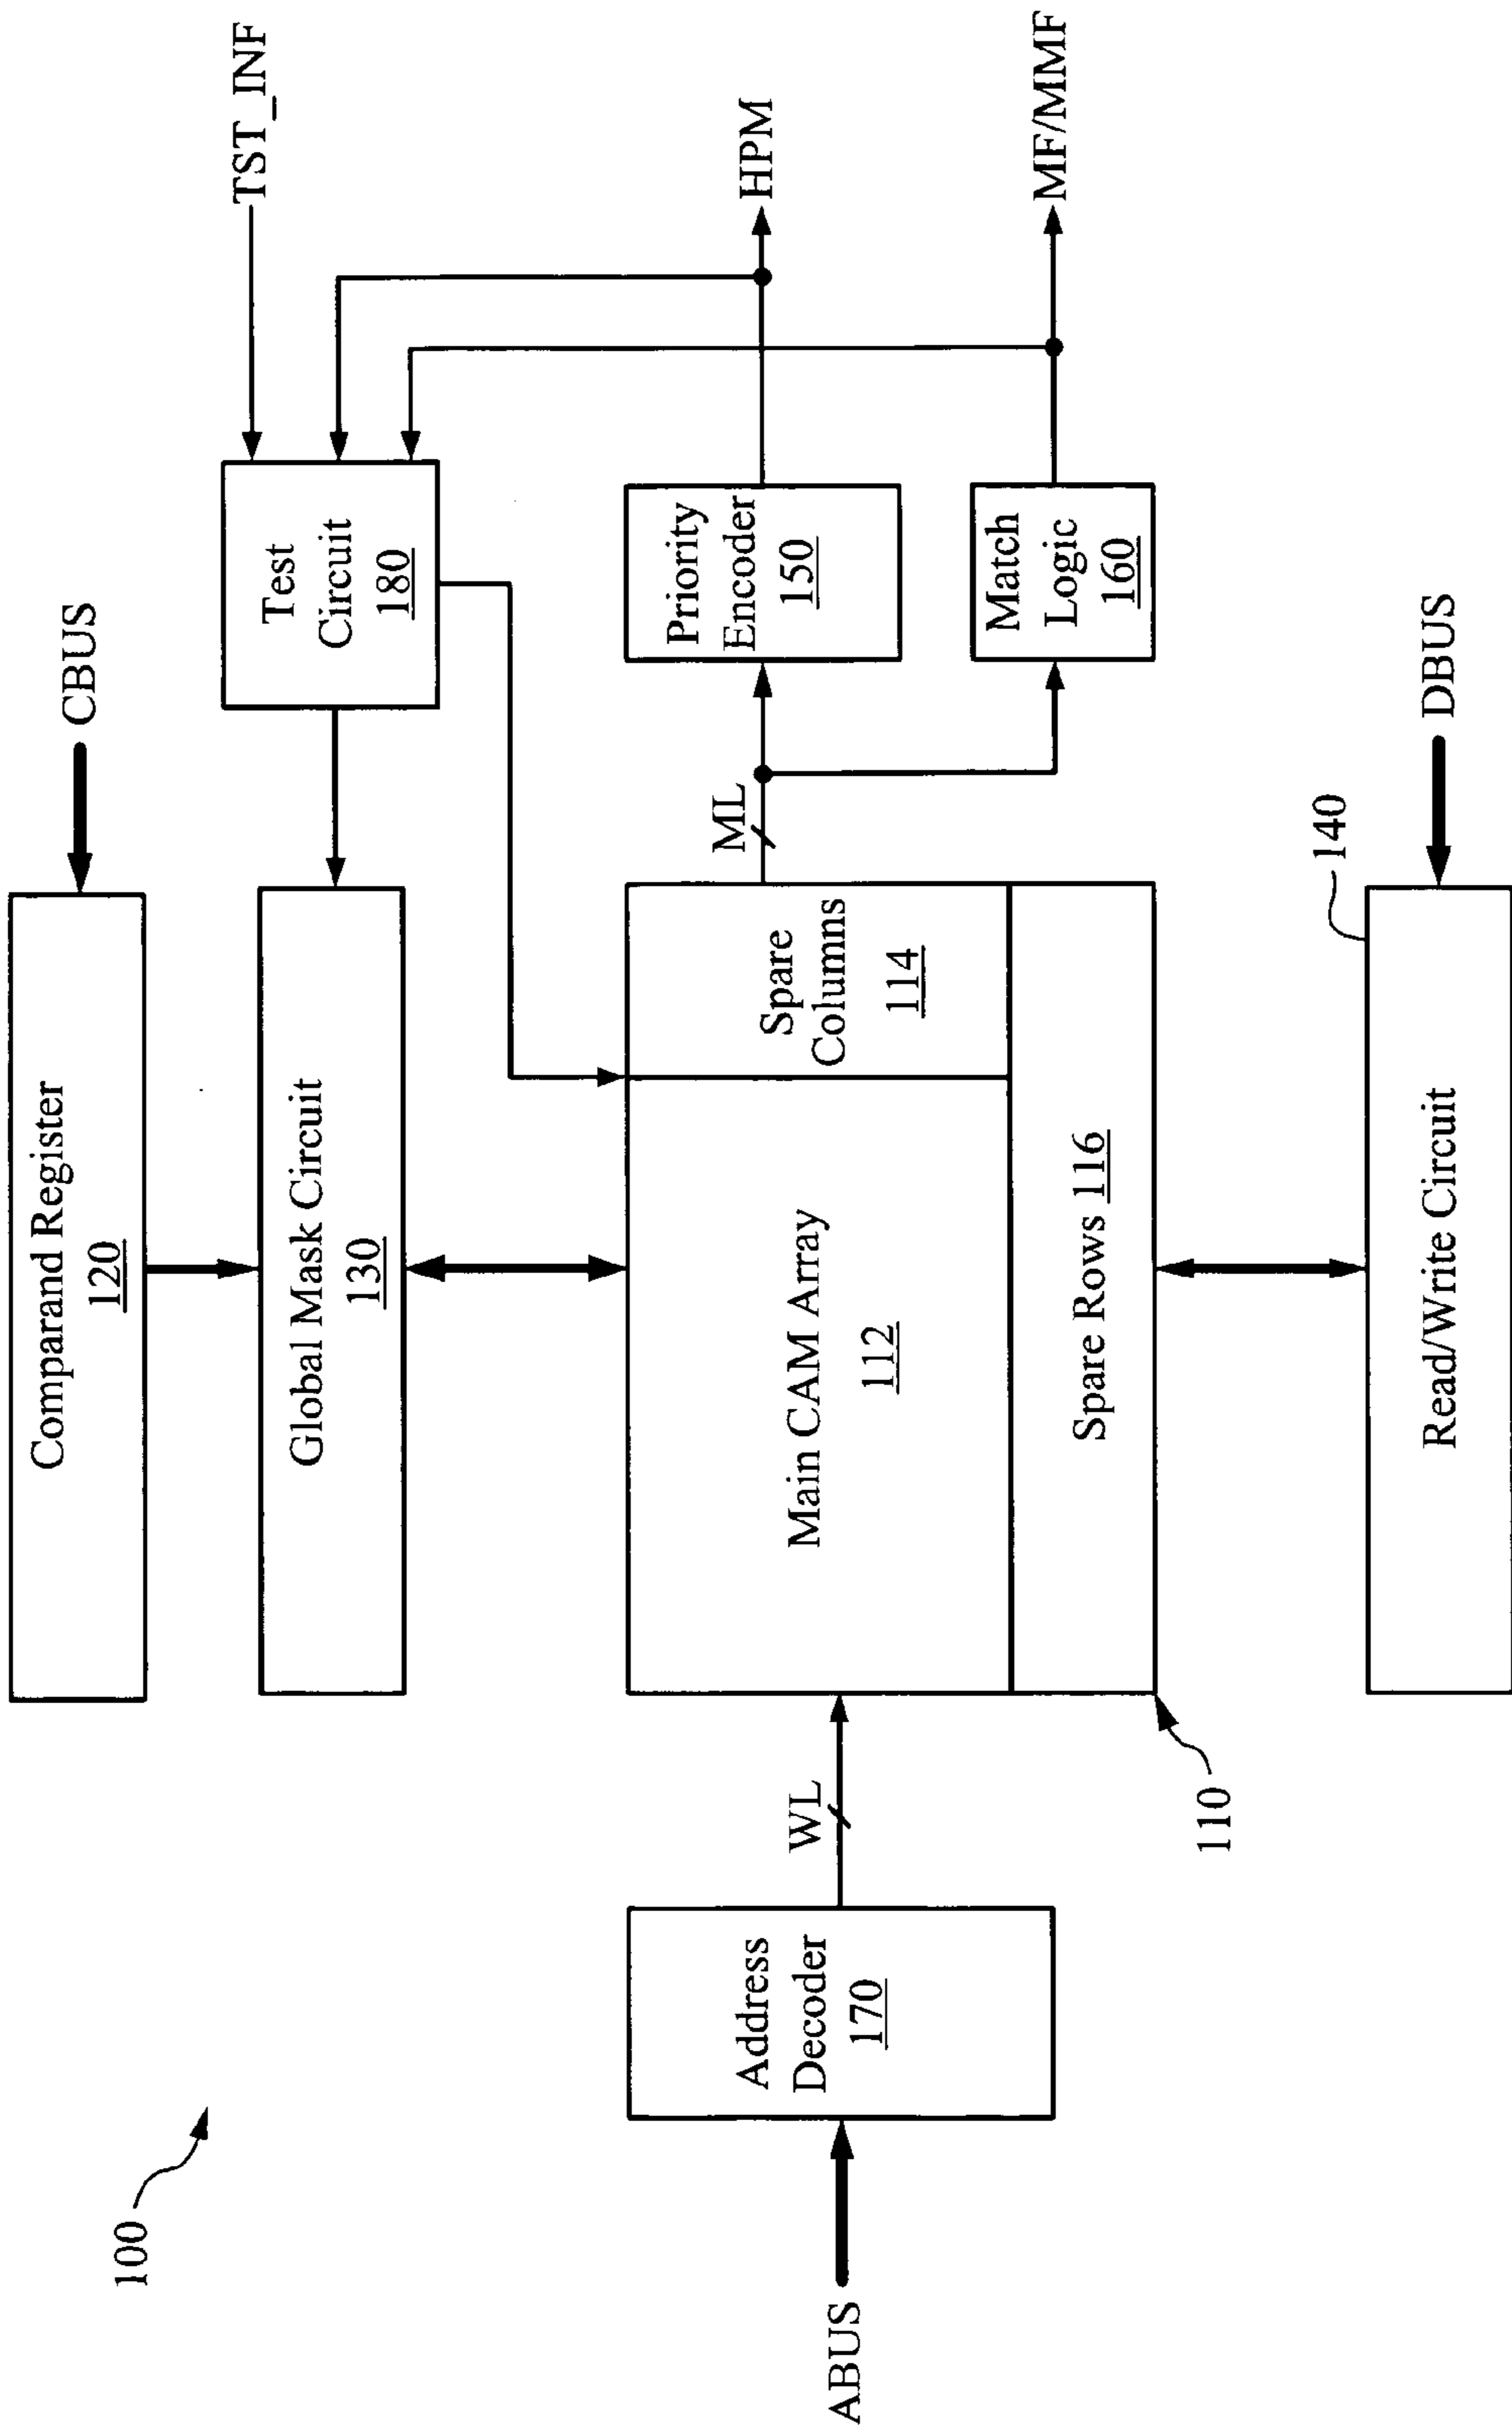 100
Comparand Register
120
CBUS
Global Mask Circuit
130
Test
Circuit
180
TST_INF
ABUS
Address
Decoder
170
WL
Main CAM Array
112
Spare
Columns
114
Spare Rows 116
110
ML
Priority
Encoder
150
HPM
Match
Logic
160
MF/MMF
Read/Write Circuit
140
DBUS